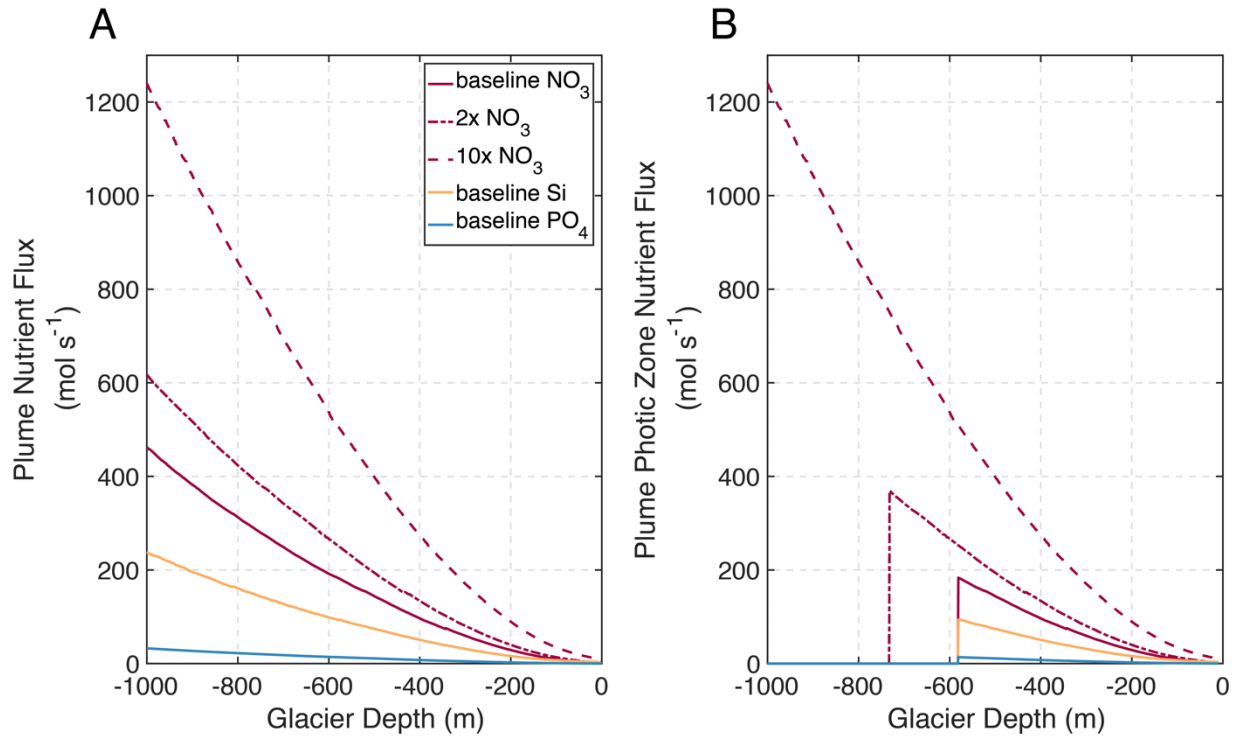 A
Plume Nutrient Flux
(mol s⁻¹)
1200
1000
800
600
400
200
0
-1000
-800
-600
-400
-200
0
Glacier Depth (m)
baseline NO₃
2x NO₃
10x NO₃
baseline Si
baseline PO₄
B
Plume Photic Zone Nutrient Flux
(mol s⁻¹)
1200
1000
800
600
400
200
0
-1000
-800
-600
-400
-200
0
Glacier Depth (m)